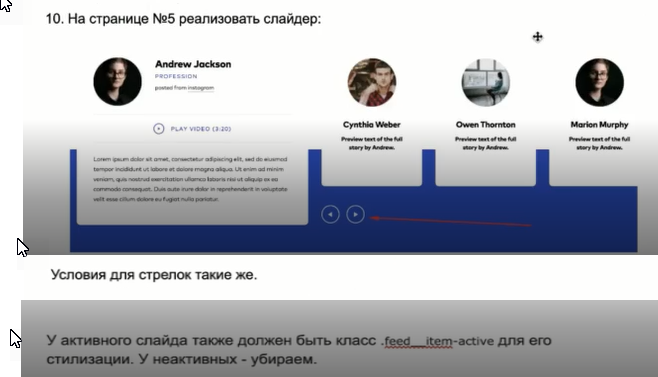 10. На странице №5 реализовать слайдер:
Andrew Jackson
PROFESSION
posted from instagram
PLAY VIDEO (3:20)
Lorem ipsum dolor sit amet, consectetur adipiscing elit, sed do eiusmod
tempor incididunt ut labore et dolore magna aliqua. Ut enim ad minim
veniam, quis nostrud exercitation ullamco laboris nisi ut aliquip ex ea
commodo consequat. Duis aute irure dolor in reprehenderit in voluptate
velit esse cillum dolore eu fugiat nulla pariatur.
Cynthia Weber
Preview text of the full
story by Andrew.
Owen Thornton
Preview text of the full
story by Andrew.
Marion Murphy
Preview text of the full
story by Andrew.
Условия для стрелок такие же.
У активного слайда также должен быть класс .feed__item-active для его
стилизации. У неактивных - убираем.